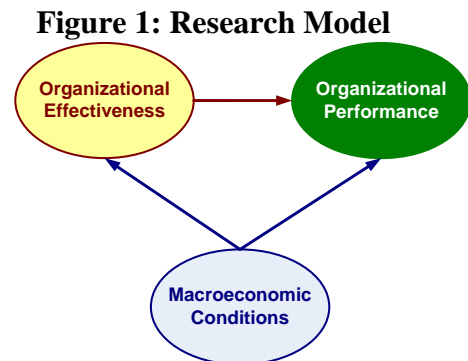 Figure 1: Research Model
Organizational
Effectiveness
Organizational
Performance
Macroeconomic
Conditions